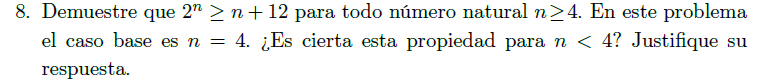 8. Demuestre que 2ⁿ ≥ n + 12 para todo número natural n≥4. En este problema
el caso base es n = 4. ¿Es cierta esta propiedad para n < 4? Justifique su
respuesta.